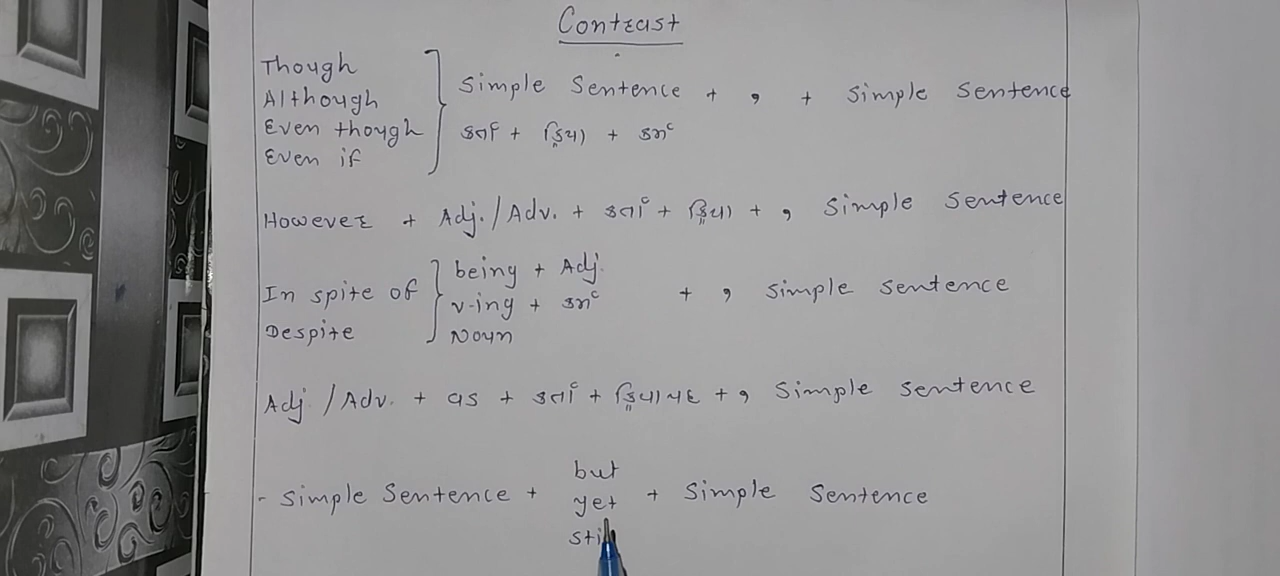 Contrast
Though
Although
Even though
Even if
Simple Sentence + , + Simple Sentence
કર્તા + ક્રિયા + કર્મ
However + Adj./Adv. + કર્તા + ક્રિયા + , Simple Sentence
In spite of
Despite
being + Adj.
v-ing + કર્મ
Noun
+ , Simple sentence
Adj./Adv. + as + કર્તા + ક્રિયાપદ + , Simple sentence
- Simple Sentence + but
yet + Simple Sentence
sti